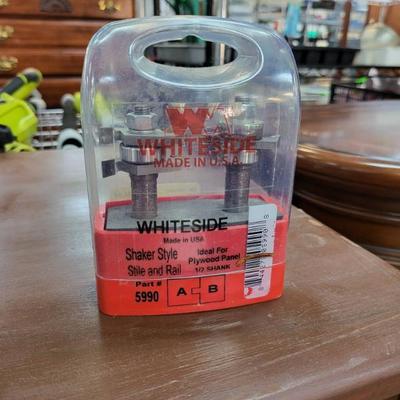 WHITESIDE
MADE IN U.S.A.
WHITESIDE
Made in USA
Shaker Style
Stile and Rail
Part #
5990
Ideal For
Plywood Panel
1/2 SHANK
A B